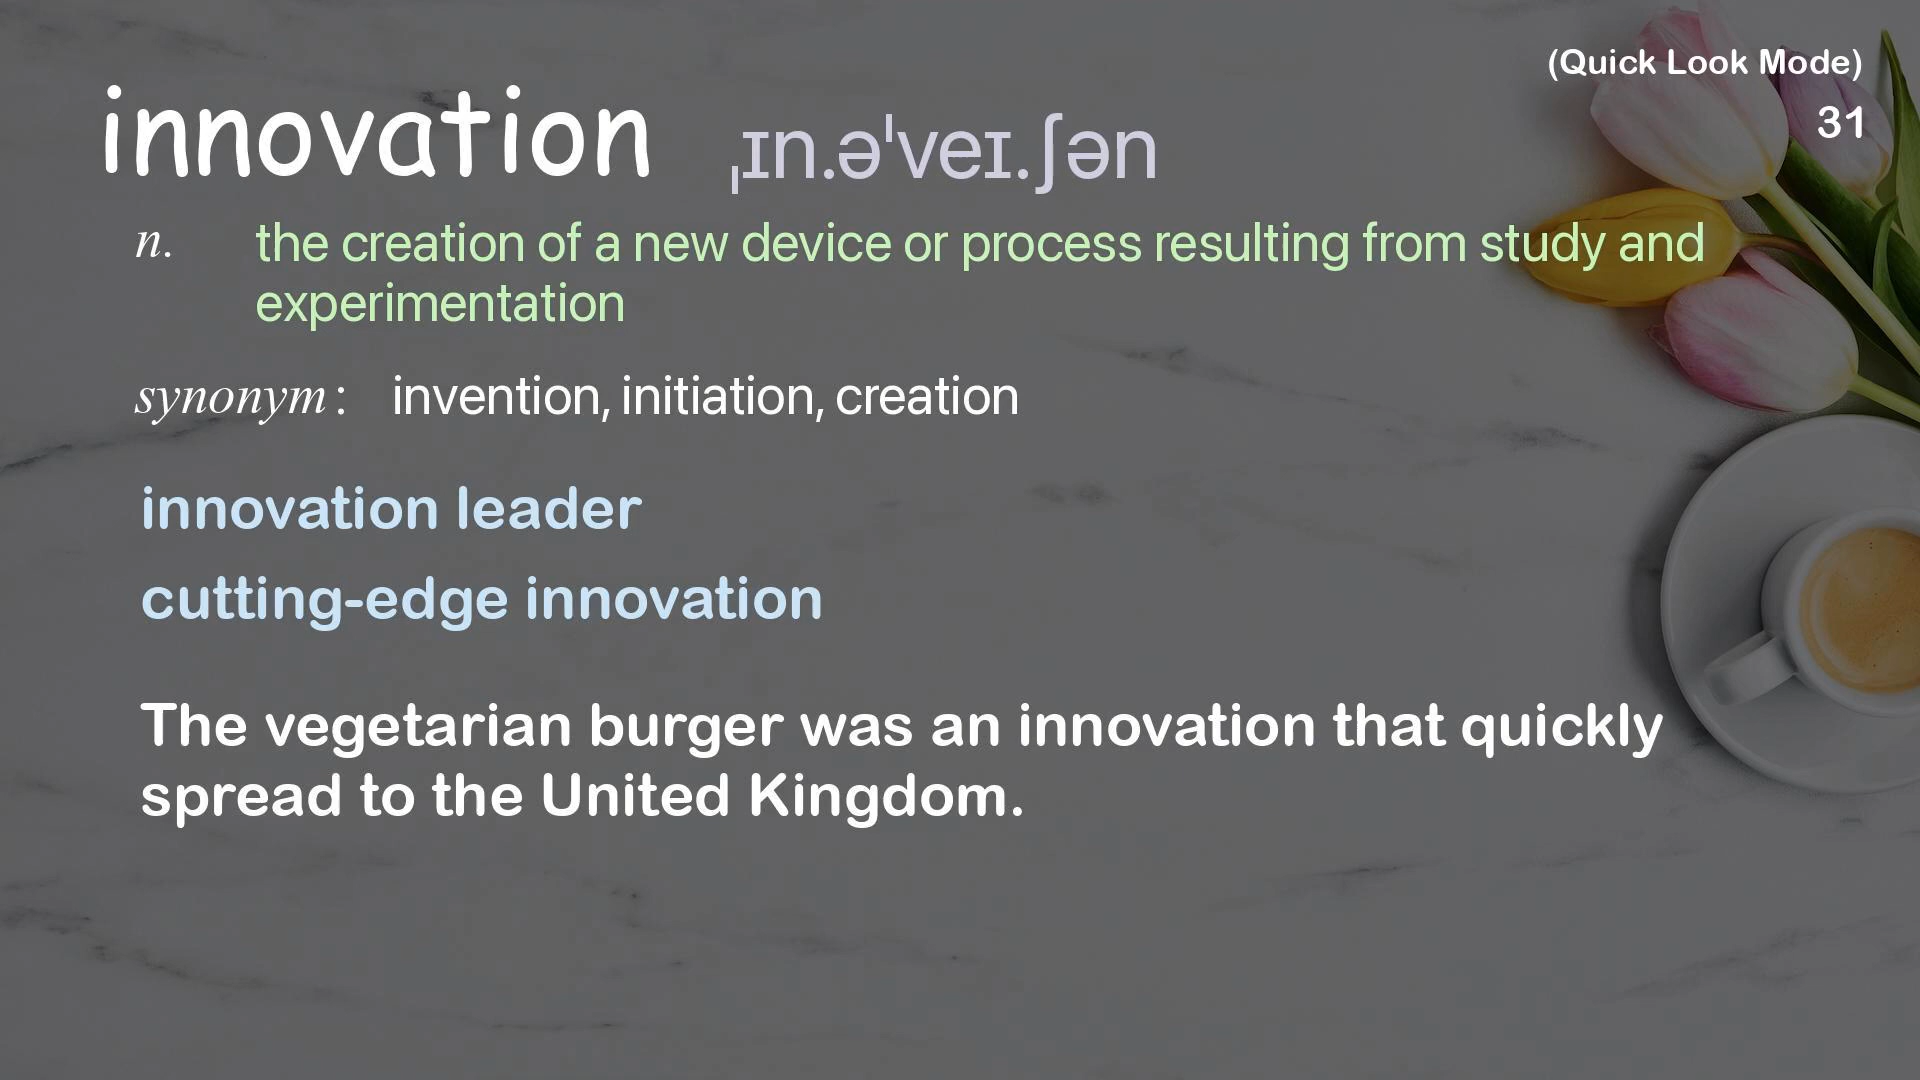 (Quick Look Mode)
31
innovation ˌɪn.əˈveɪ.ʃən
n. the creation of a new device or process resulting from study and
experimentation
synonym: invention, initiation, creation
innovation leader
cutting-edge innovation
The vegetarian burger was an innovation that quickly
spread to the United Kingdom.